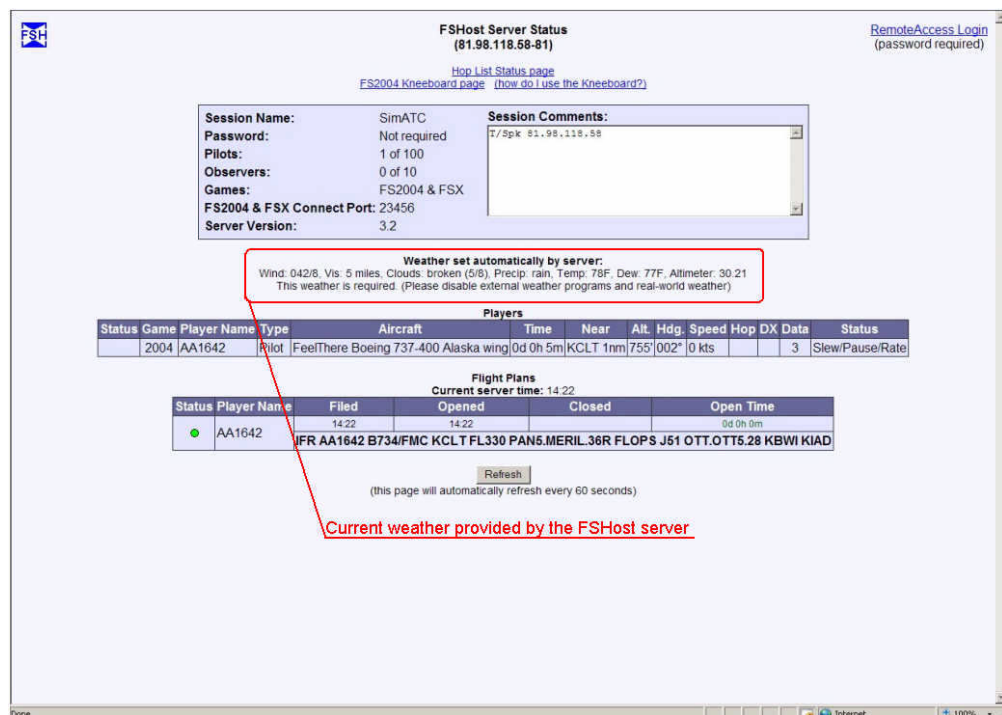 FSH
FSHost Server Status
(81.98.118.58-81)
RemoteAccess Login
(password required)
Hop List Status page
FS2004 Kneeboard page (how do I use the Kneeboard?)
Session Name: SimATC
Password: Not required
Pilots: 1 of 100
Observers: 0 of 10
Games: FS2004 & FSX
FS2004 & FSX Connect Port: 23456
Server Version: 3.2
Session Comments:
T/Spk 81.98.118.58
Weather set automatically by server:
Wind: 042/8, Vis: 5 miles, Clouds: broken (5/8), Precip: rain, Temp: 78F, Dew: 77F, Altimeter: 30.21
This weather is required. (Please disable external weather programs and real-world weather)
Players
Status Game Player Name Type Aircraft Time Near Alt. Hdg. Speed Hop DX Data Status
2004 AA1642 Pilot FeelThere Boeing 737-400 Alaska wing 0d 0h 5m KCLT 1nm 755' 002° 0 kts 3 Slew/Pause/Rate
Flight Plans
Current server time: 14:22
Status Player Name Filed Opened Closed Open Time
14:22 14:22 0d 0h 0m
AA1642
IFR AA1642 B734/FMC KCLT FL330 PAN5.MERIL.36R FLOPS J51 OTT.OTT5.28 KBWI KIAD
Refresh
(this page will automatically refresh every 60 seconds)
Current weather provided by the FSHost server
Done
Internet
100%